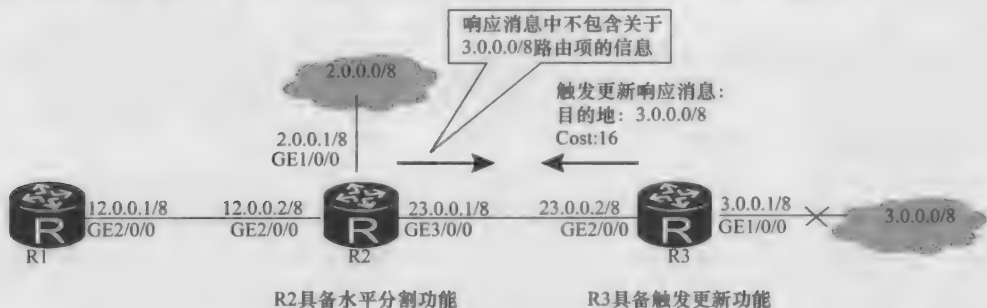 响应消息中不包含关于
3.0.0.0/8路由项的信息
2.0.0.0/8
触发更新响应消息：
目的地：3.0.0.0/8
Cost:16
2.0.0.1/8
GE1/0/0
12.0.0.1/8
GE2/0/0
12.0.0.2/8
GE2/0/0
23.0.0.1/8
GE3/0/0
23.0.0.2/8
GE2/0/0
3.0.0.1/8
GE1/0/0
3.0.0.0/8
R
R
R
R1
R2
R3
R2具备水平分割功能
R3具备触发更新功能